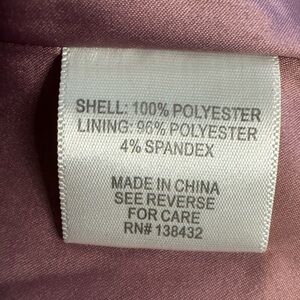 SHELL: 100% POLYESTER
LINING: 96% POLYESTER
4% SPANDEX
MADE IN CHINA
SEE REVERSE
FOR CARE
RN# 138432